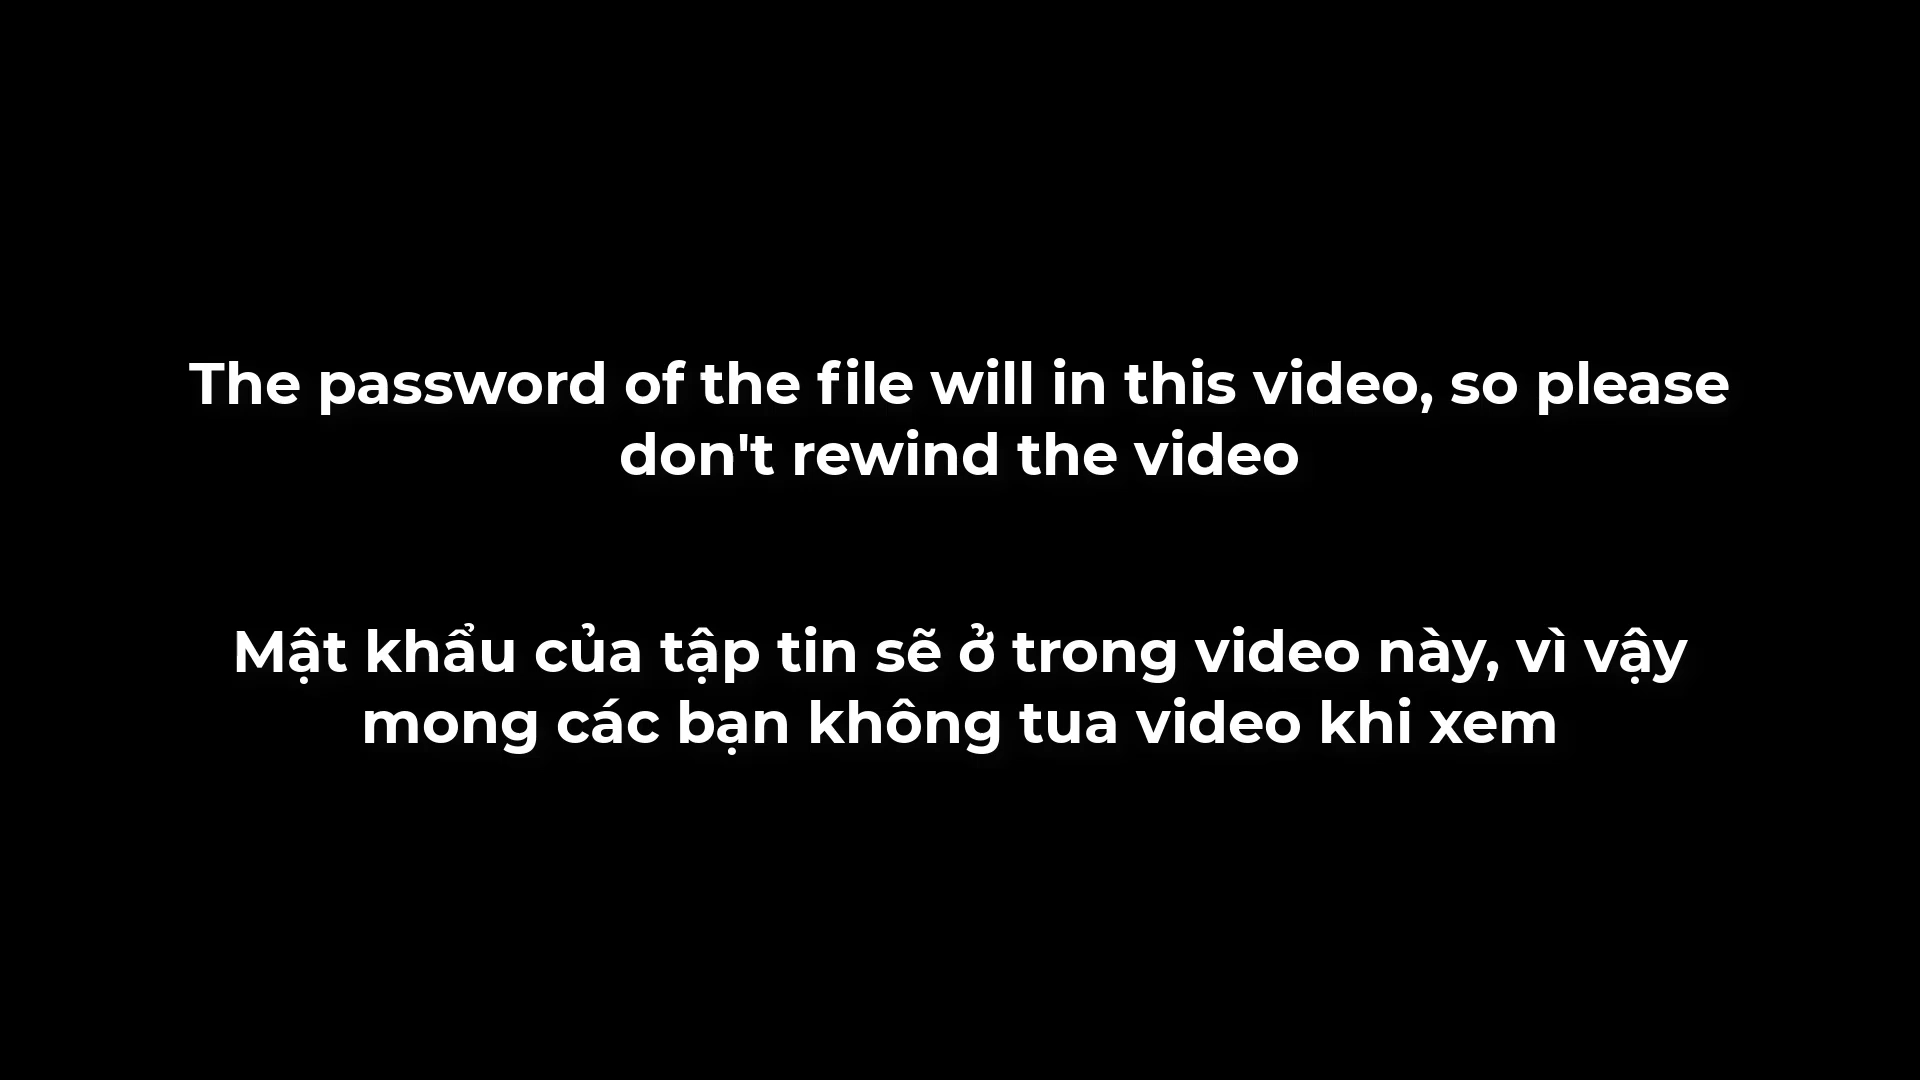 The password of the file will in this video, so please
don't rewind the video
Mật khẩu của tập tin sẽ ở trong video này, vì vậy
mong các bạn không tua video khi xem